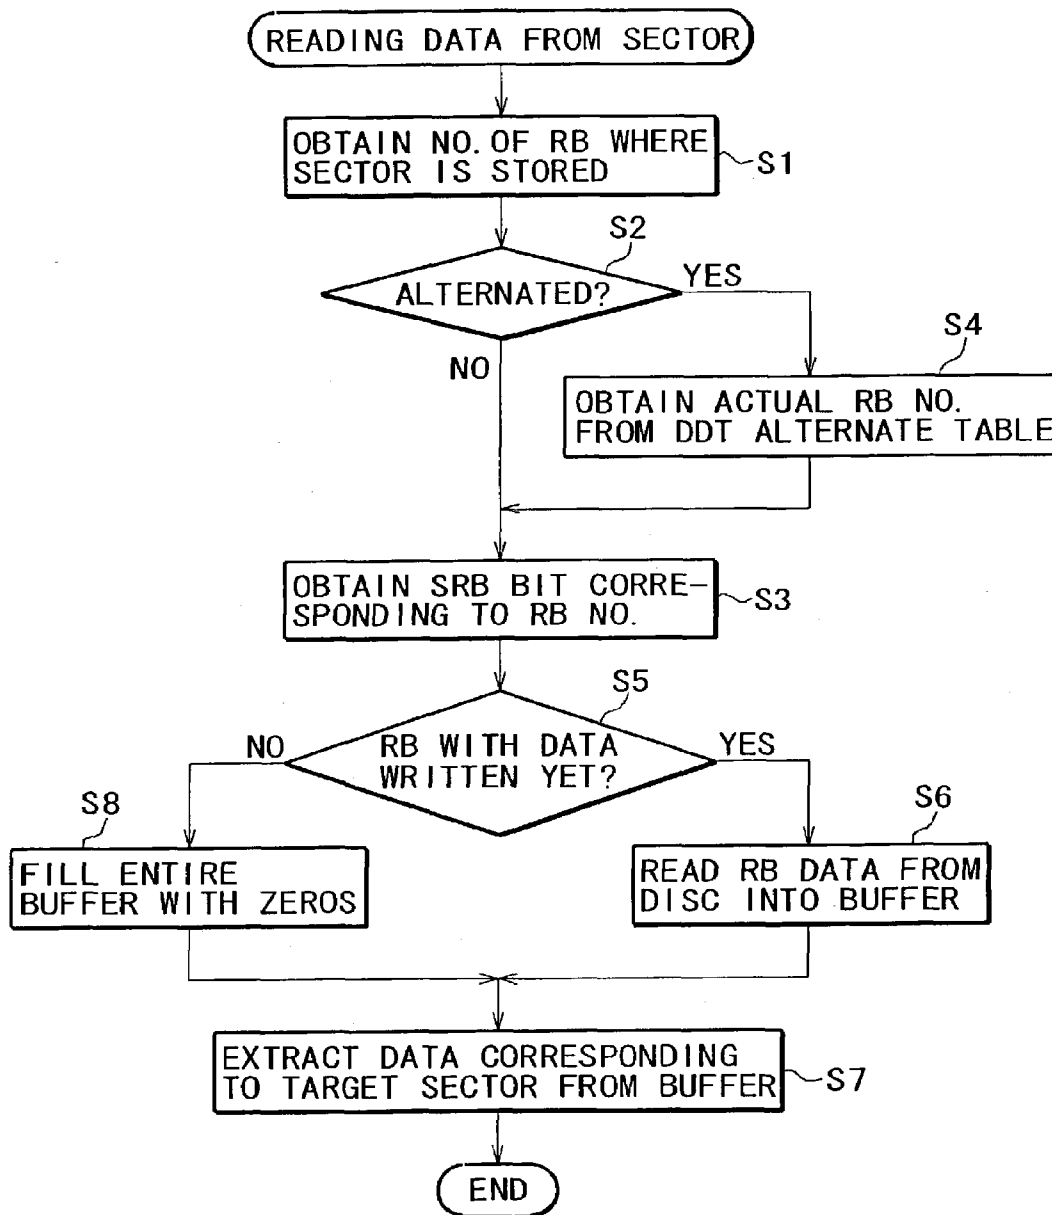 READING DATA FROM SECTOR
OBTAIN NO. OF RB WHERE
SECTOR IS STORED
S1
S2
ALTERNATED?
YES
NO
S4
OBTAIN ACTUAL RB NO.
FROM DDT ALTERNATE TABLE
OBTAIN SRB BIT CORRE-
SPONDING TO RB NO.
S3
S5
RB WITH DATA
WRITTEN YET?
NO
YES
S8
FILL ENTIRE
BUFFER WITH ZEROS
S6
READ RB DATA FROM
DISC INTO BUFFER
EXTRACT DATA CORRESPONDING
TO TARGET SECTOR FROM BUFFER
S7
END